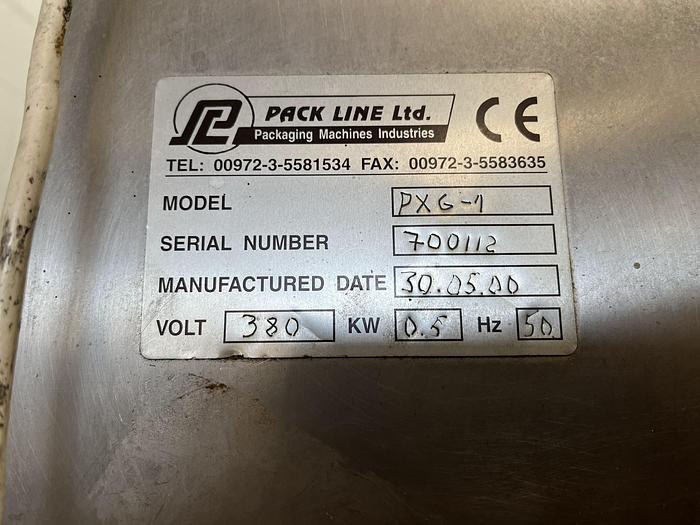 PL PACK LINE Ltd.
Packaging Machines Industries
CE
TEL: 00972-3-5581534 FAX: 00972-3-5583635
MODEL PXG-1
SERIAL NUMBER 700112
MANUFACTURED DATE 30.05.00
VOLT 380 KW 0.5 Hz 50